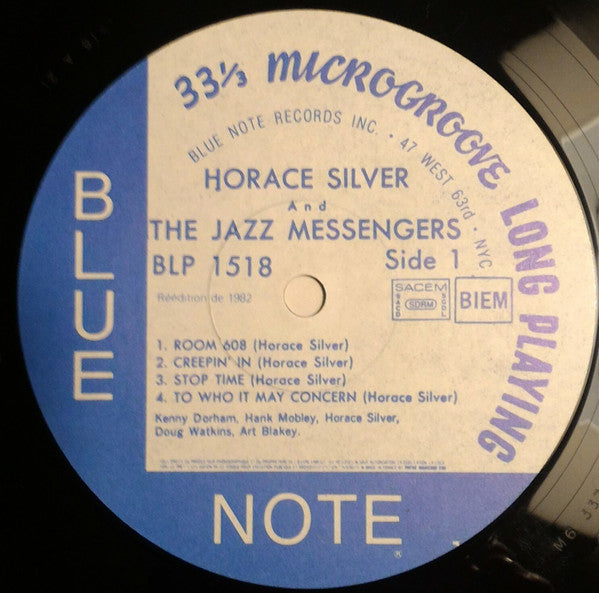 33⅓ MICROGROOVE LONG PLAYING
BLUE NOTE RECORDS INC. · 47 WEST 63rd · NYC
HORACE SILVER
And
THE JAZZ MESSENGERS
BLP 1518 Side 1
Réédition de 1982
SACEM
SACD SDRM SGDL
BIEM
1. ROOM 608 (Horace Silver)
2. CREEPIN' IN (Horace Silver)
3. STOP TIME (Horace Silver)
4. TO WHO IT MAY CONCERN (Horace Silver)
Kenny Dorham, Hank Mobley, Horace Silver,
Doug Watkins, Art Blakey.
BLUE
NOTE ®